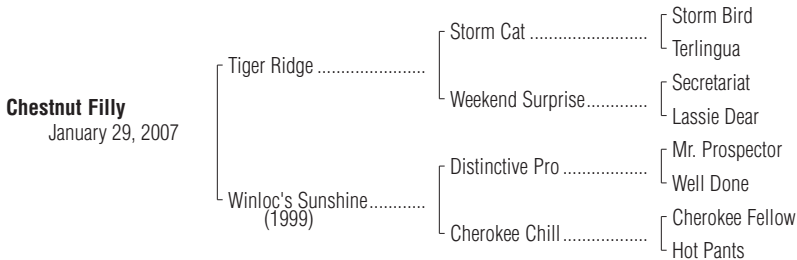 Storm Bird
Storm Cat ........................
Terlingua
Tiger Ridge ......................
Secretariat
Weekend Surprise.............
Lassie Dear
Chestnut Filly
January 29, 2007
Mr. Prospector
Distinctive Pro ..................
Well Done
Winloc's Sunshine............
(1999)
Cherokee Fellow
Cherokee Chill..................
Hot Pants